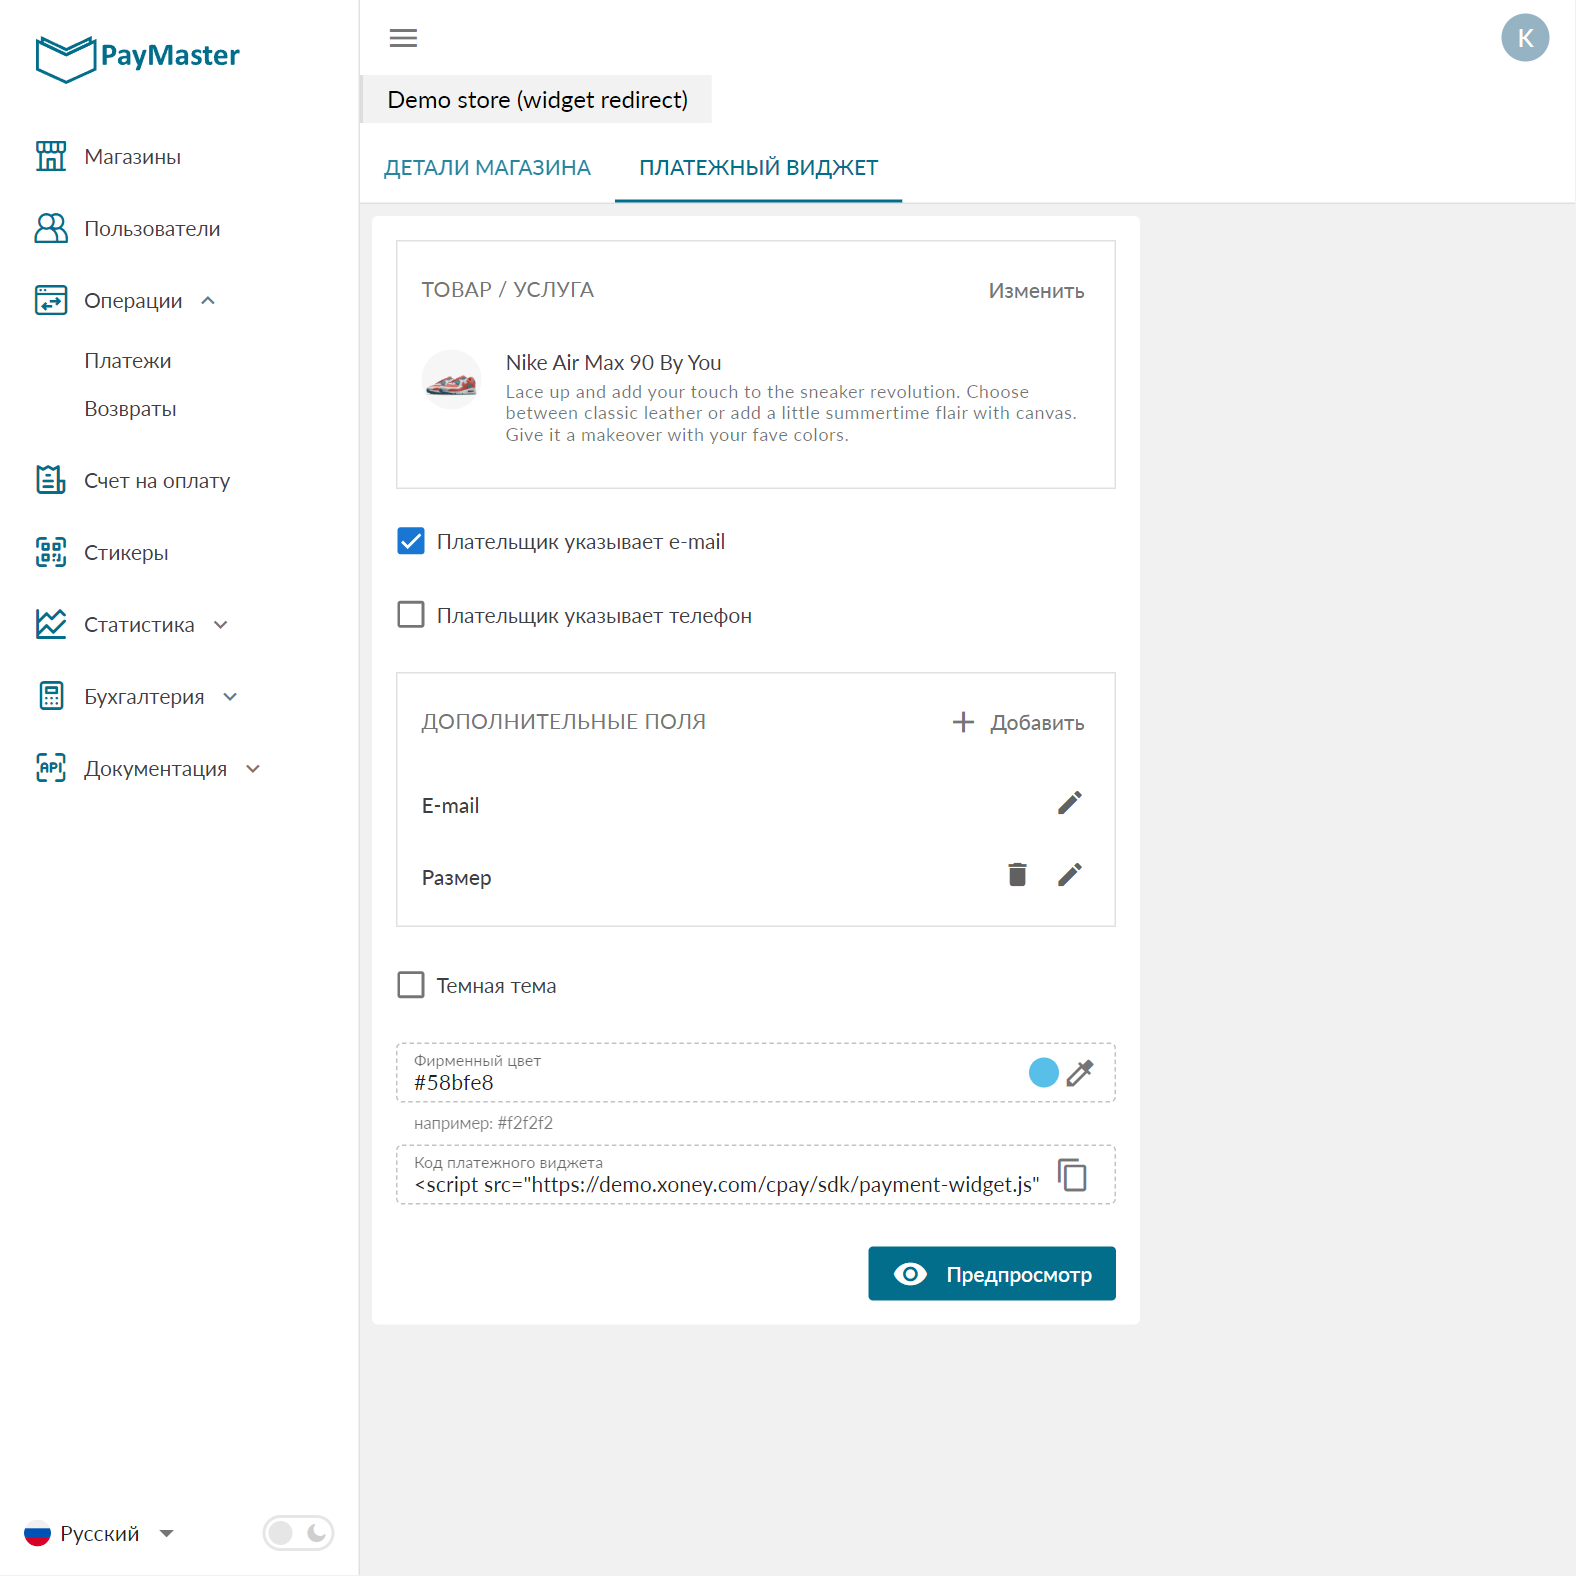 PayMaster
Магазины
Пользователи
Операции
Платежи
Возвраты
Счет на оплату
Стикеры
Статистика
Бухгалтерия
API
Документация
Русский
K
Demo store (widget redirect)
ДЕТАЛИ МАГАЗИНА
ПЛАТЕЖНЫЙ ВИДЖЕТ
ТОВАР / УСЛУГА
Изменить
Nike Air Max 90 By You
Lace up and add your touch to the sneaker revolution. Choose
between classic leather or add a little summertime flair with canvas.
Give it a makeover with your fave colors.
Плательщик указывает e-mail
Плательщик указывает телефон
ДОПОЛНИТЕЛЬНЫЕ ПОЛЯ
Добавить
E-mail
Размер
Темная тема
Фирменный цвет
#58bfe8
например: #f2f2f2
Код платежного виджета
<script src="https://demo.xoney.com/cpay/sdk/payment-widget.js"
Предпросмотр